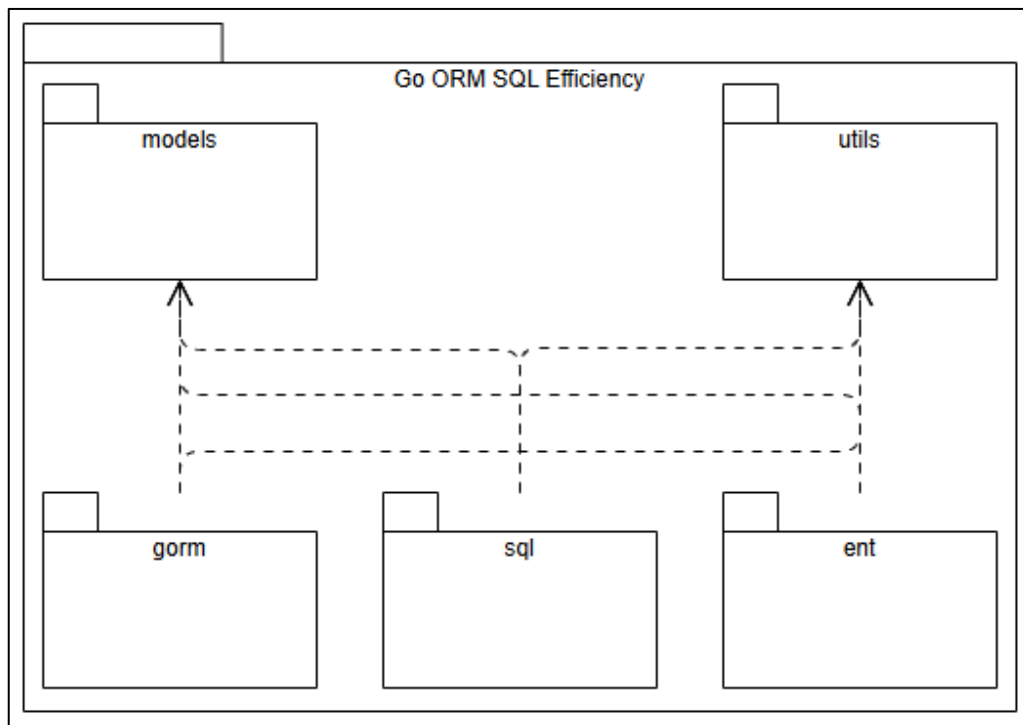 Go ORM SQL Efficiency
models
utils
gorm
sql
ent